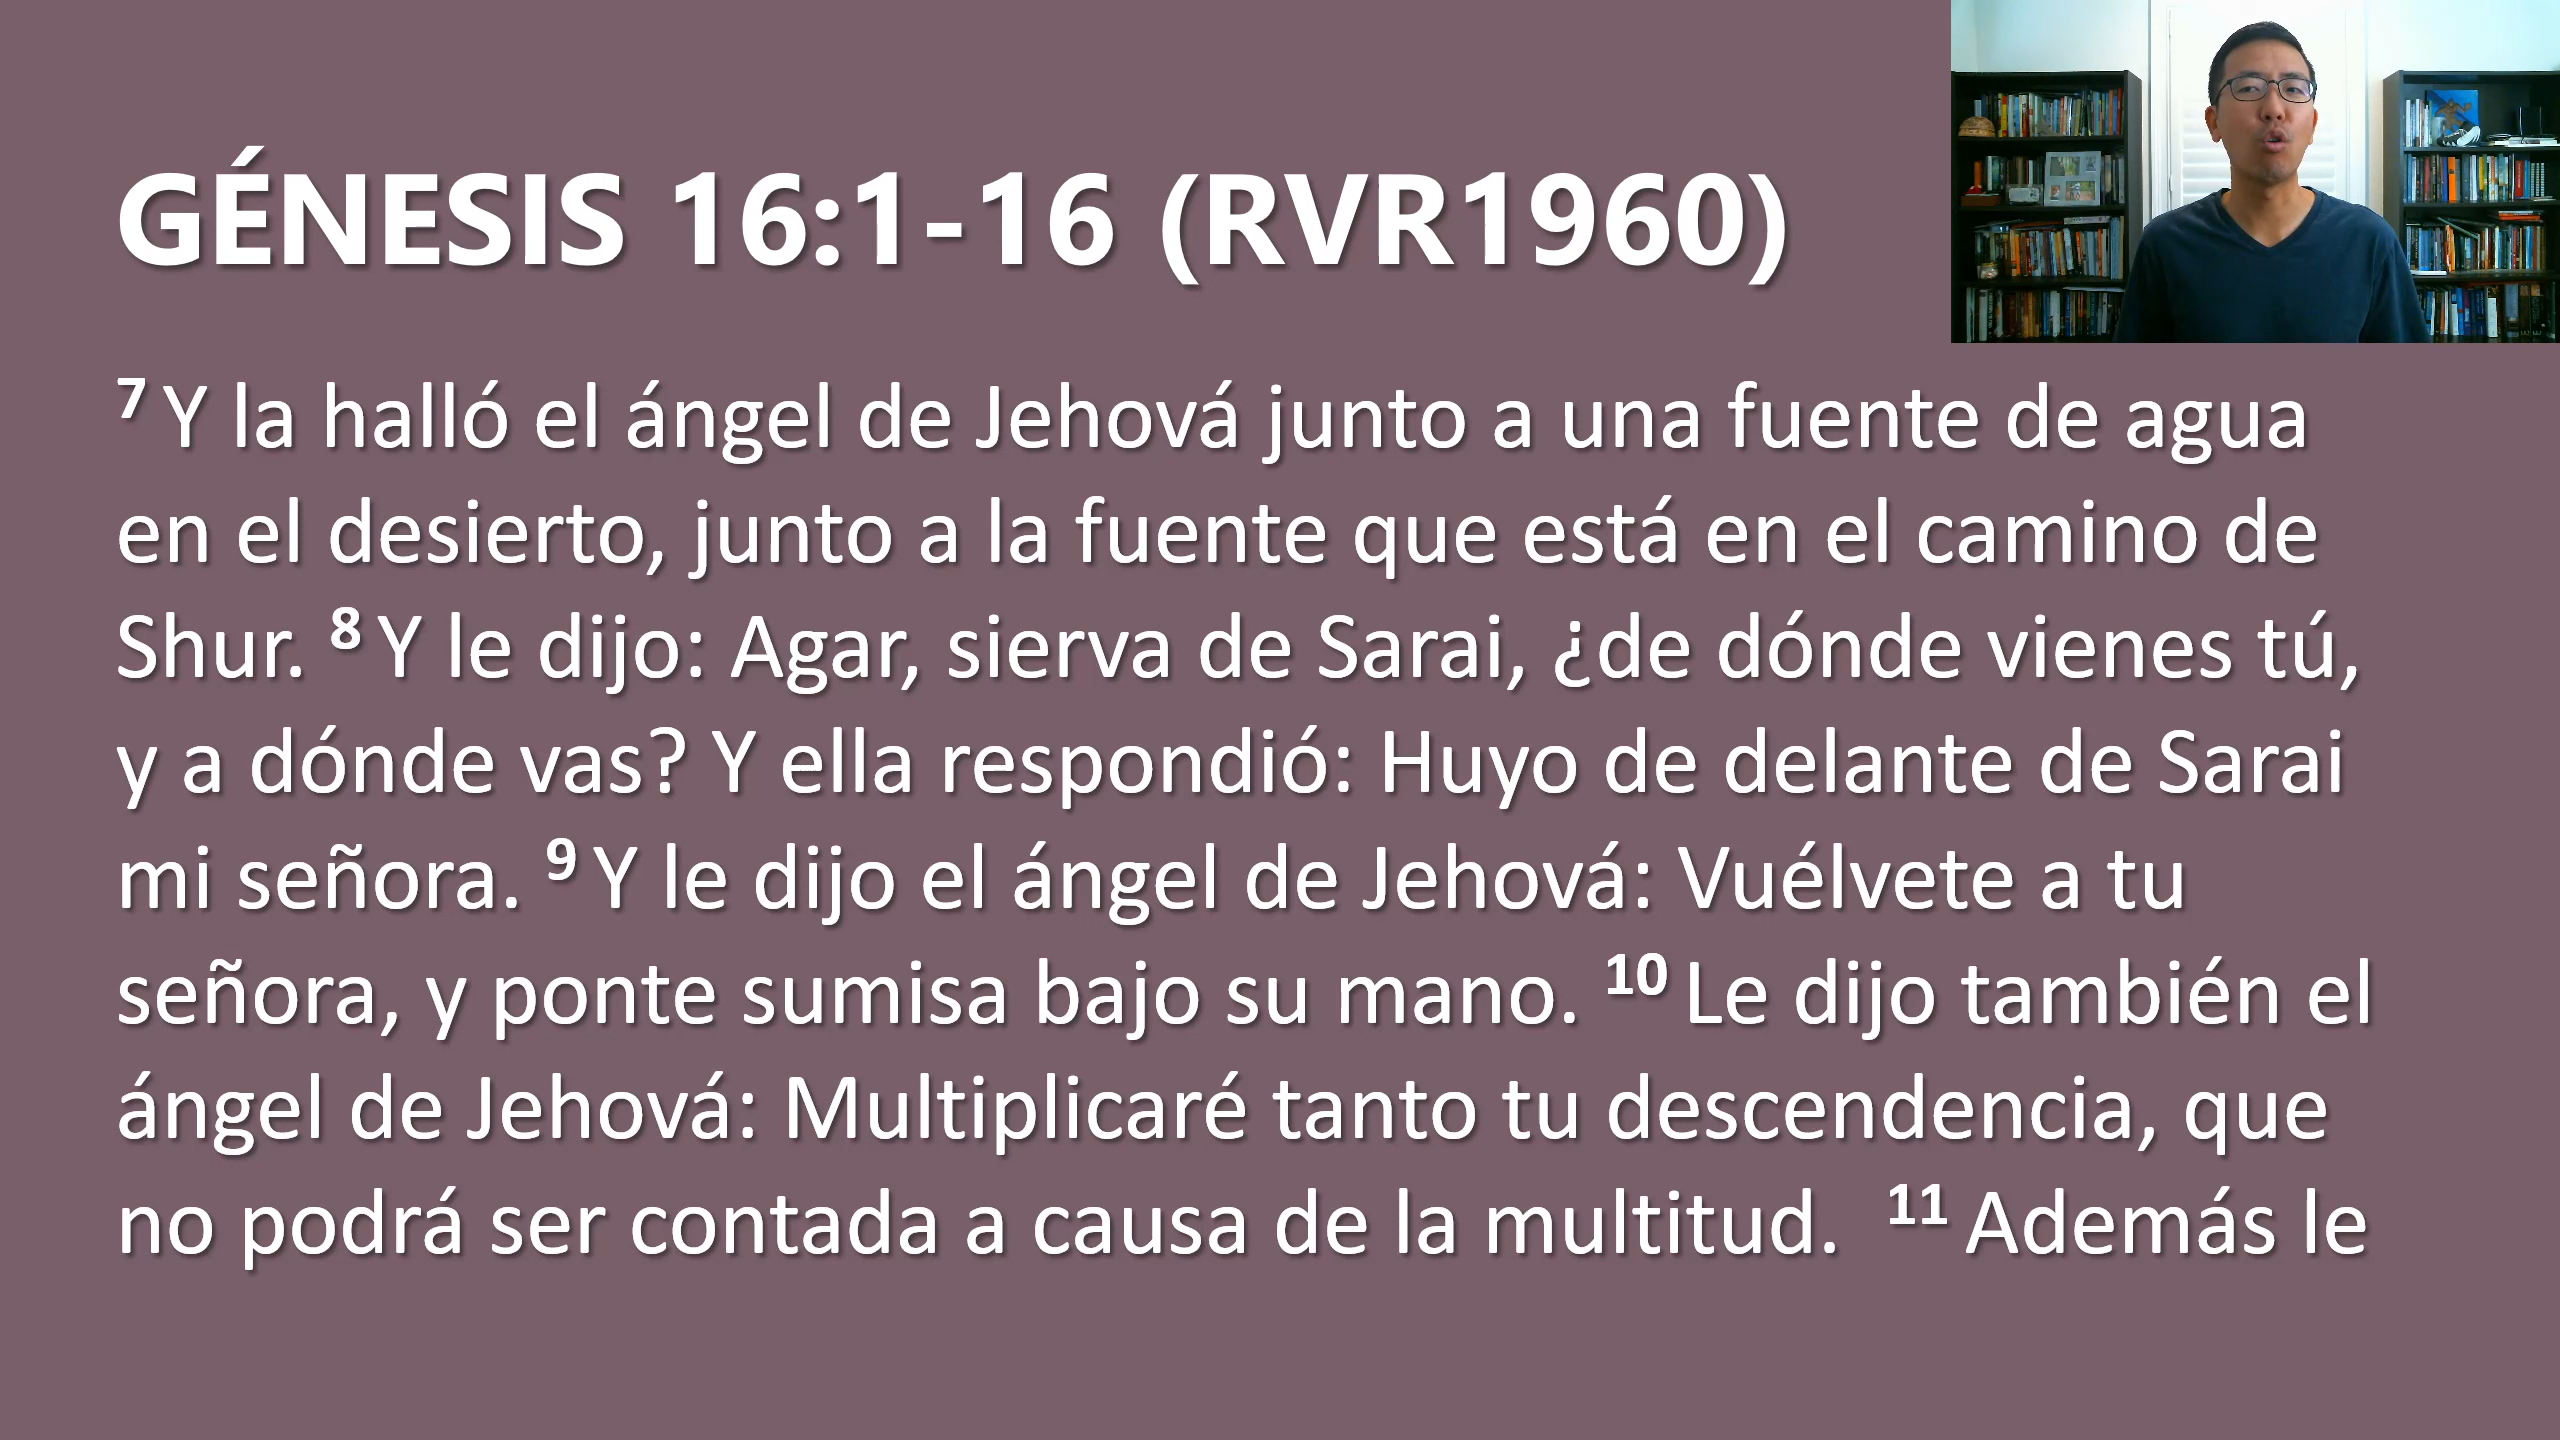 GÉNESIS 16:1-16 (RVR1960)
7 Y la halló el ángel de Jehová junto a una fuente de agua
en el desierto, junto a la fuente que está en el camino de
Shur. 8 Y le dijo: Agar, sierva de Sarai, ¿de dónde vienes tú,
y a dónde vas? Y ella respondió: Huyo de delante de Sarai
mi señora. 9 Y le dijo el ángel de Jehová: Vuélvete a tu
señora, y ponte sumisa bajo su mano. 10 Le dijo también el
ángel de Jehová: Multiplicaré tanto tu descendencia, que
no podrá ser contada a causa de la multitud. 11 Además le